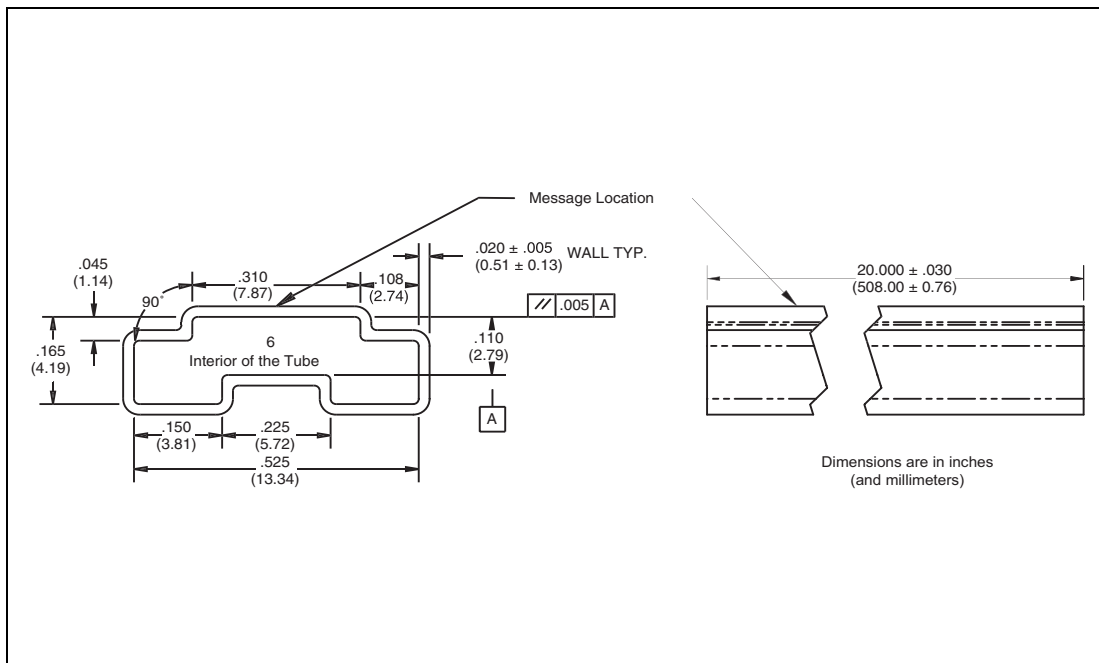 Message Location
.020 ± .005
(0.51 ± 0.13)
WALL TYP.
.045
(1.14)
.310
(7.87)
.108
(2.74)
90°
// .005 A
.165
(4.19)
6
Interior of the Tube
.110
(2.79)
A
.150
(3.81)
.225
(5.72)
.525
(13.34)
20.000 ± .030
(508.00 ± 0.76)
Dimensions are in inches
(and millimeters)